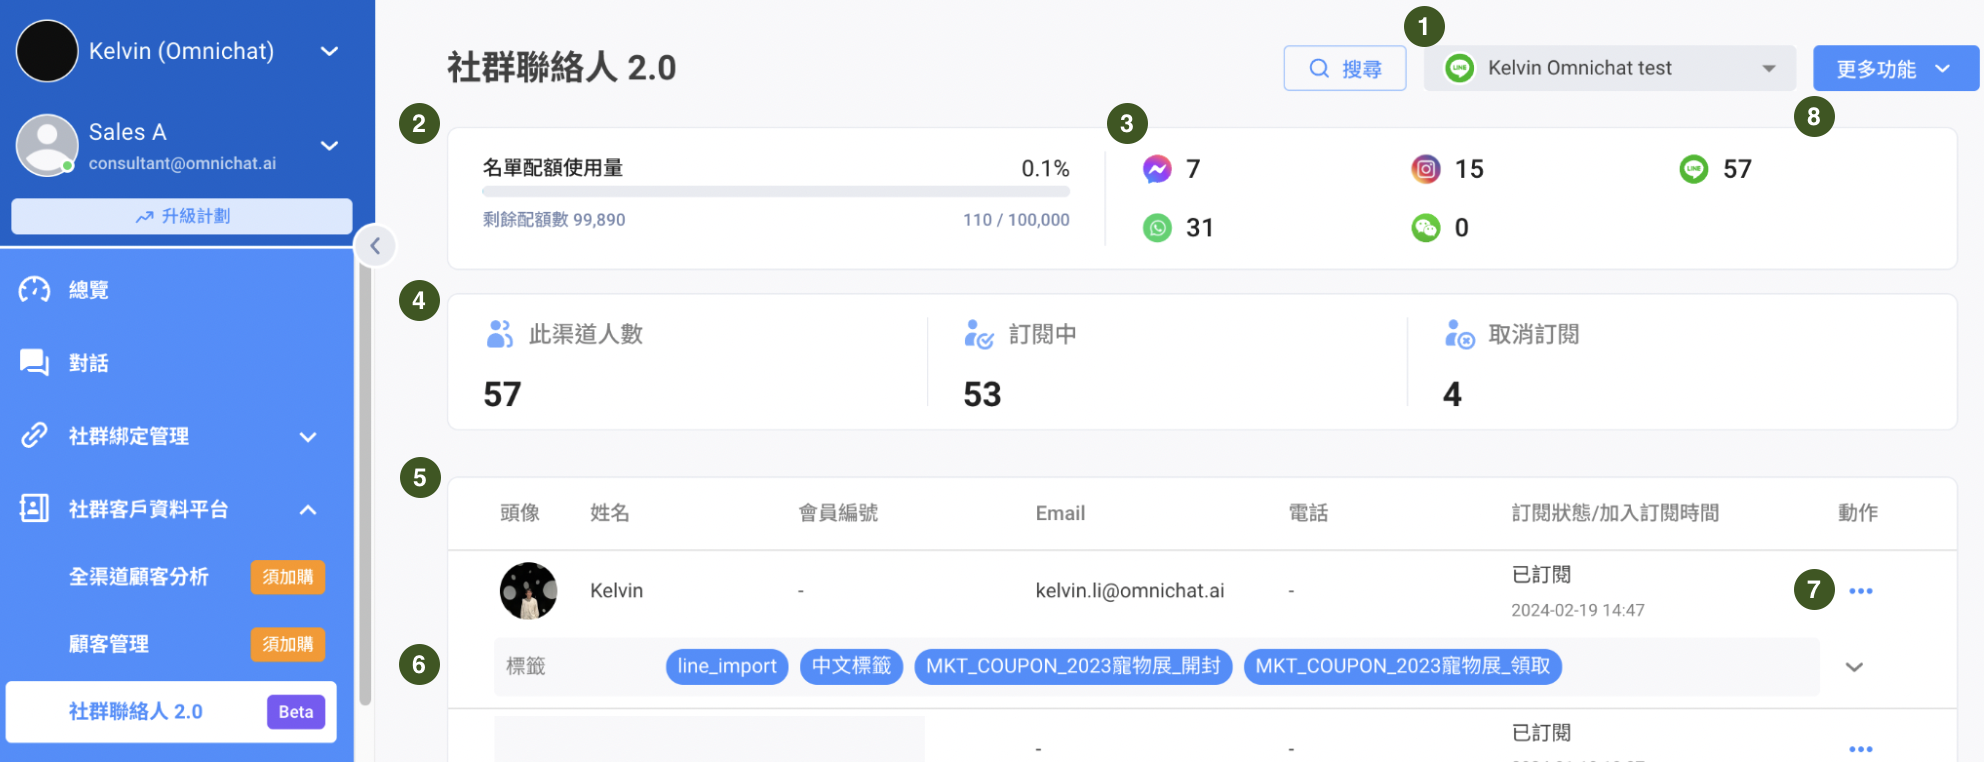 Kelvin (Omnichat)
Sales A
consultant@omnichat.ai
升級計劃
總覽
對話
社群綁定管理
社群客戶資料平台
全渠道顧客分析 須加購
顧客管理 須加購
社群聯絡人 2.0 Beta
社群聯絡人 2.0
搜尋
1
LINE Kelvin Omnichat test
更多功能
8
2
名單配額使用量 0.1%
剩餘配額數 99,890 110 / 100,000
3
7 15 LINE 57
31 0
4
此渠道人數 訂閱中 取消訂閱
57 53 4
5
頭像 姓名 會員編號 Email 電話 訂閱狀態/加入訂閱時間 動作
Kelvin - kelvin.li@omnichat.ai - 已訂閱
2024-02-19 14:47
7
6
標籤 line_import 中文標籤 MKT_COUPON_2023寵物展_開封 MKT_COUPON_2023寵物展_領取
- - 已訂閱